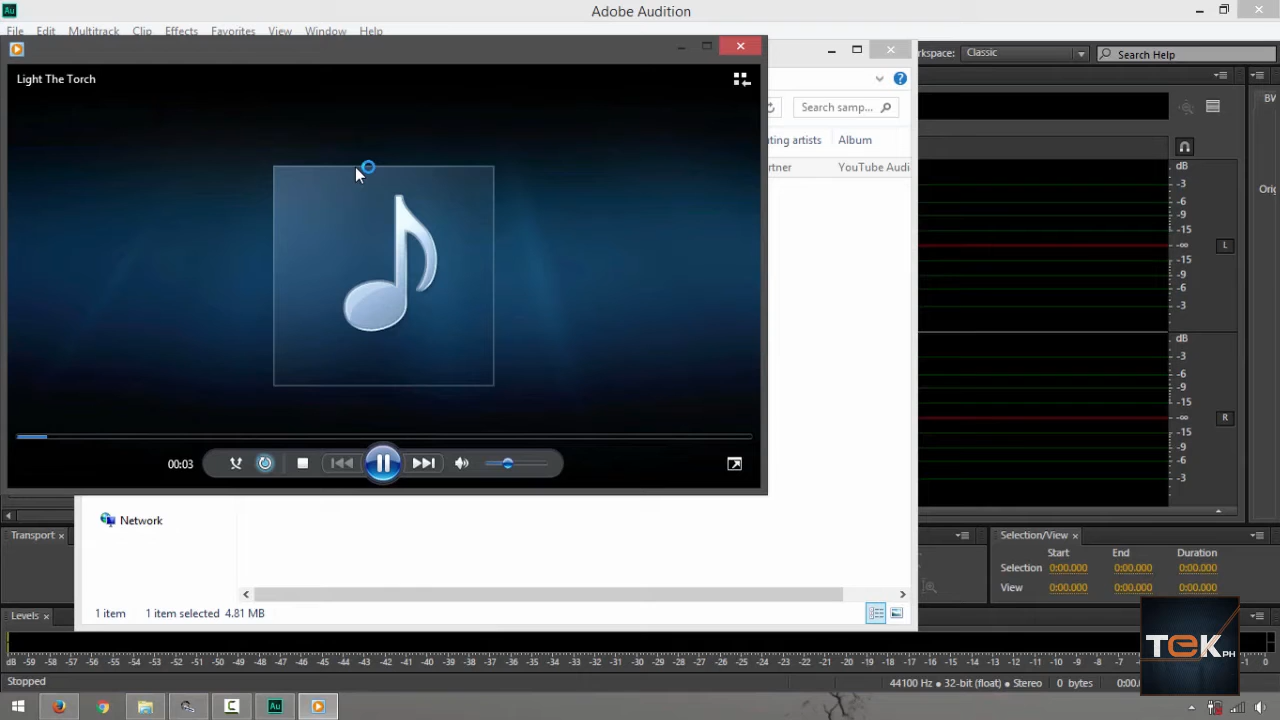 Au
Adobe Audition
File Edit Multitrack Clip Effects Favorites View Window Help
kspace: Classic Search Help
Light The Torch
Search samp...
uting artists Album
rtner YouTube Audi
BV
Orig
dB
-3
-6
-9
-15
-∞ L
-15
-9
-6
-3
dB
-3
-6
-9
-15
-∞ R
-15
-9
-6
-3
00:03
Network
Transport
Selection/View
Start End Duration
Selection 0:00.000 0:00.000 0:00.000
View 0:00.000 0:00.000 0:00.000
1 item 1 item selected 4.81 MB
Levels
dB -59 -58 -57 -56 -55 -54 -53 -52 -51 -50 -49 -48 -47 -46 -45 -44 -43 -42 -41 -40 -39 -38 -37 -36 -35 -34 -33 -32 -31 -30 -29 -28 -27 -26 -25 -24 -23 -22 -21 -20 -19 -18 -17 -16 -15 -14 -13 -12 -11 -10 -9 -8 -7 0
TEK PH
Stopped 44100 Hz • 32-bit (float) • Stereo 0 bytes 0:00.
Au